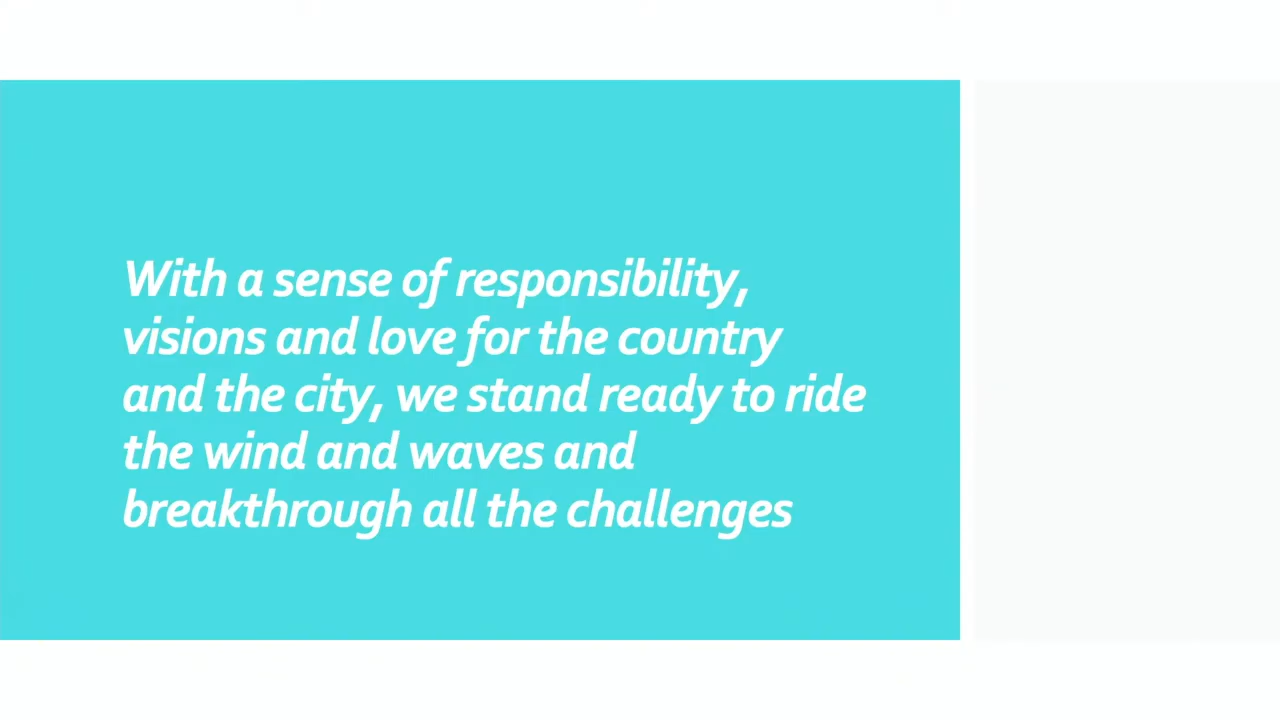 With a sense of responsibility,
visions and love for the country
and the city, we stand ready to ride
the wind and waves and
breakthrough all the challenges